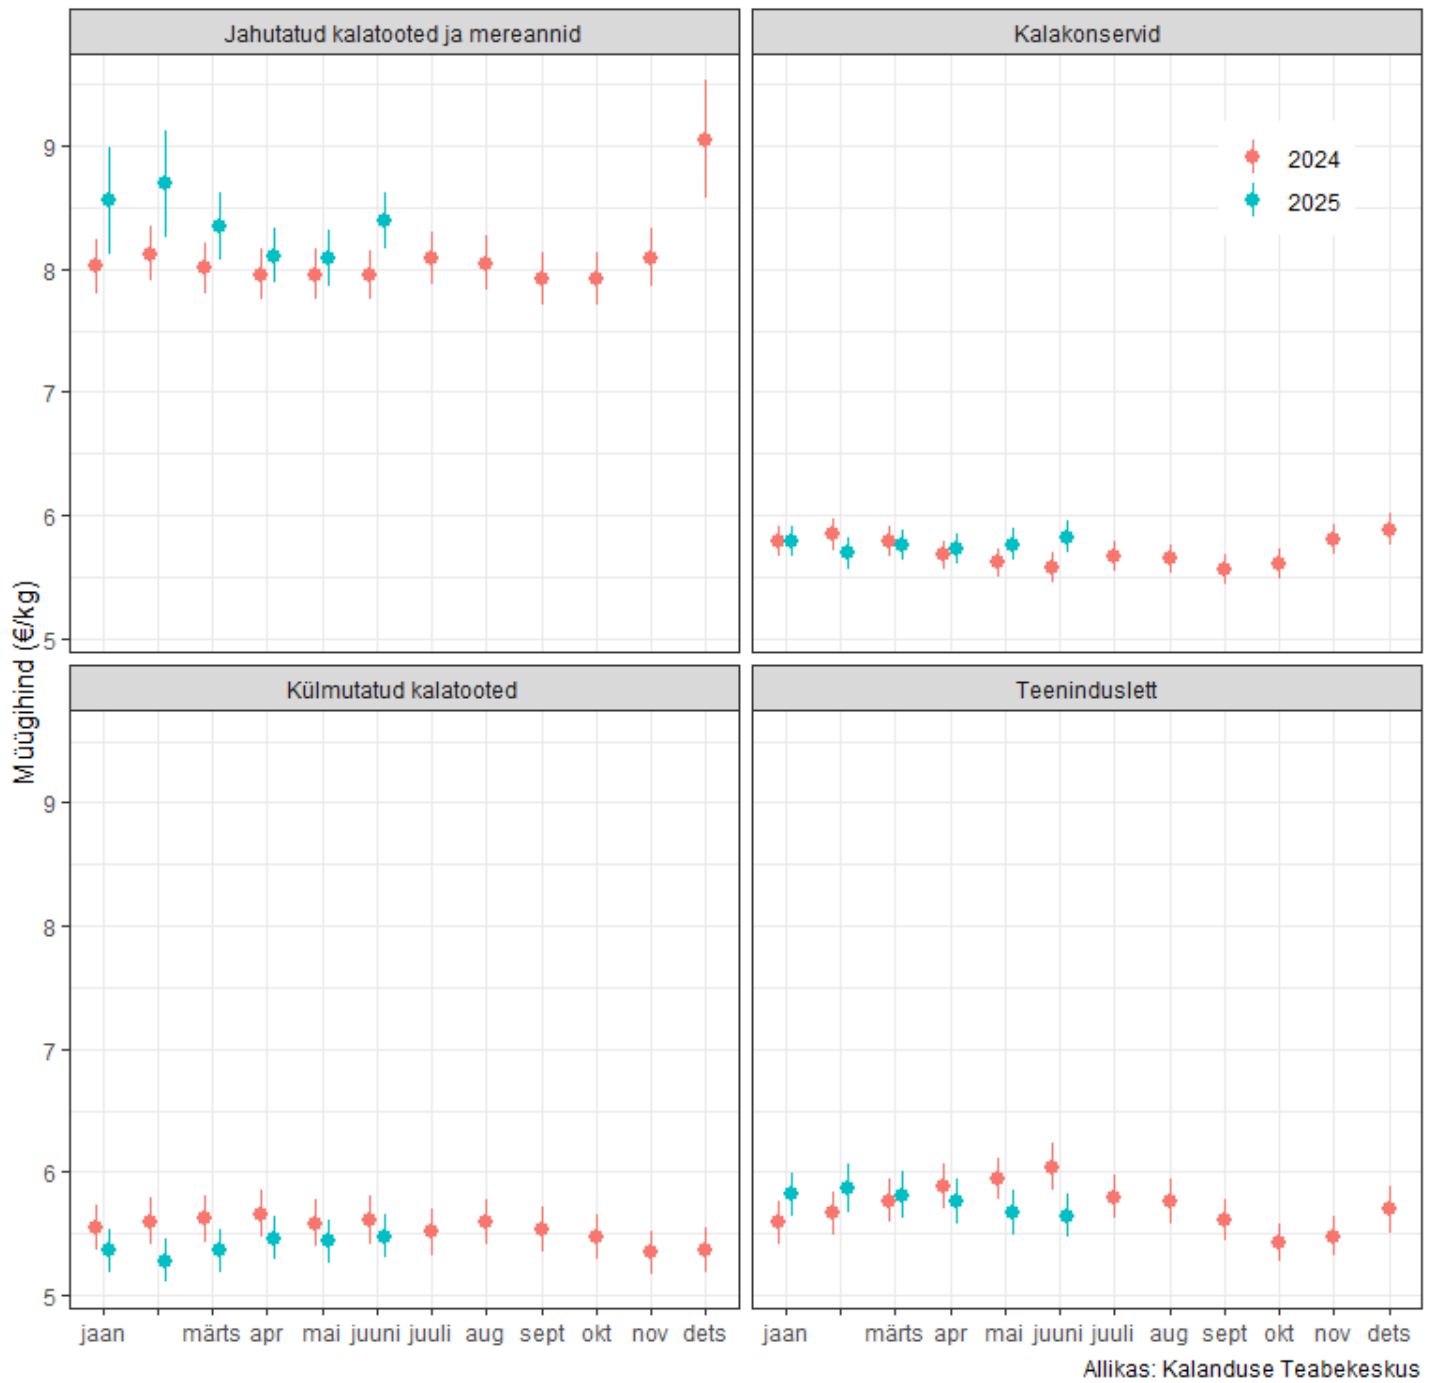 Jahutatud kalatooted ja mereannid
Kalakonservid
9
8
7
6
5
2024
2025
Müügihind (€/kg)
Külmutatud kalatooted
Teeninduslett
9
8
7
6
5
jaan märts apr mai juuni juuli aug sept okt nov dets
jaan märts apr mai juuni juuli aug sept okt nov dets
Allikas: Kalanduse Teabekeskus